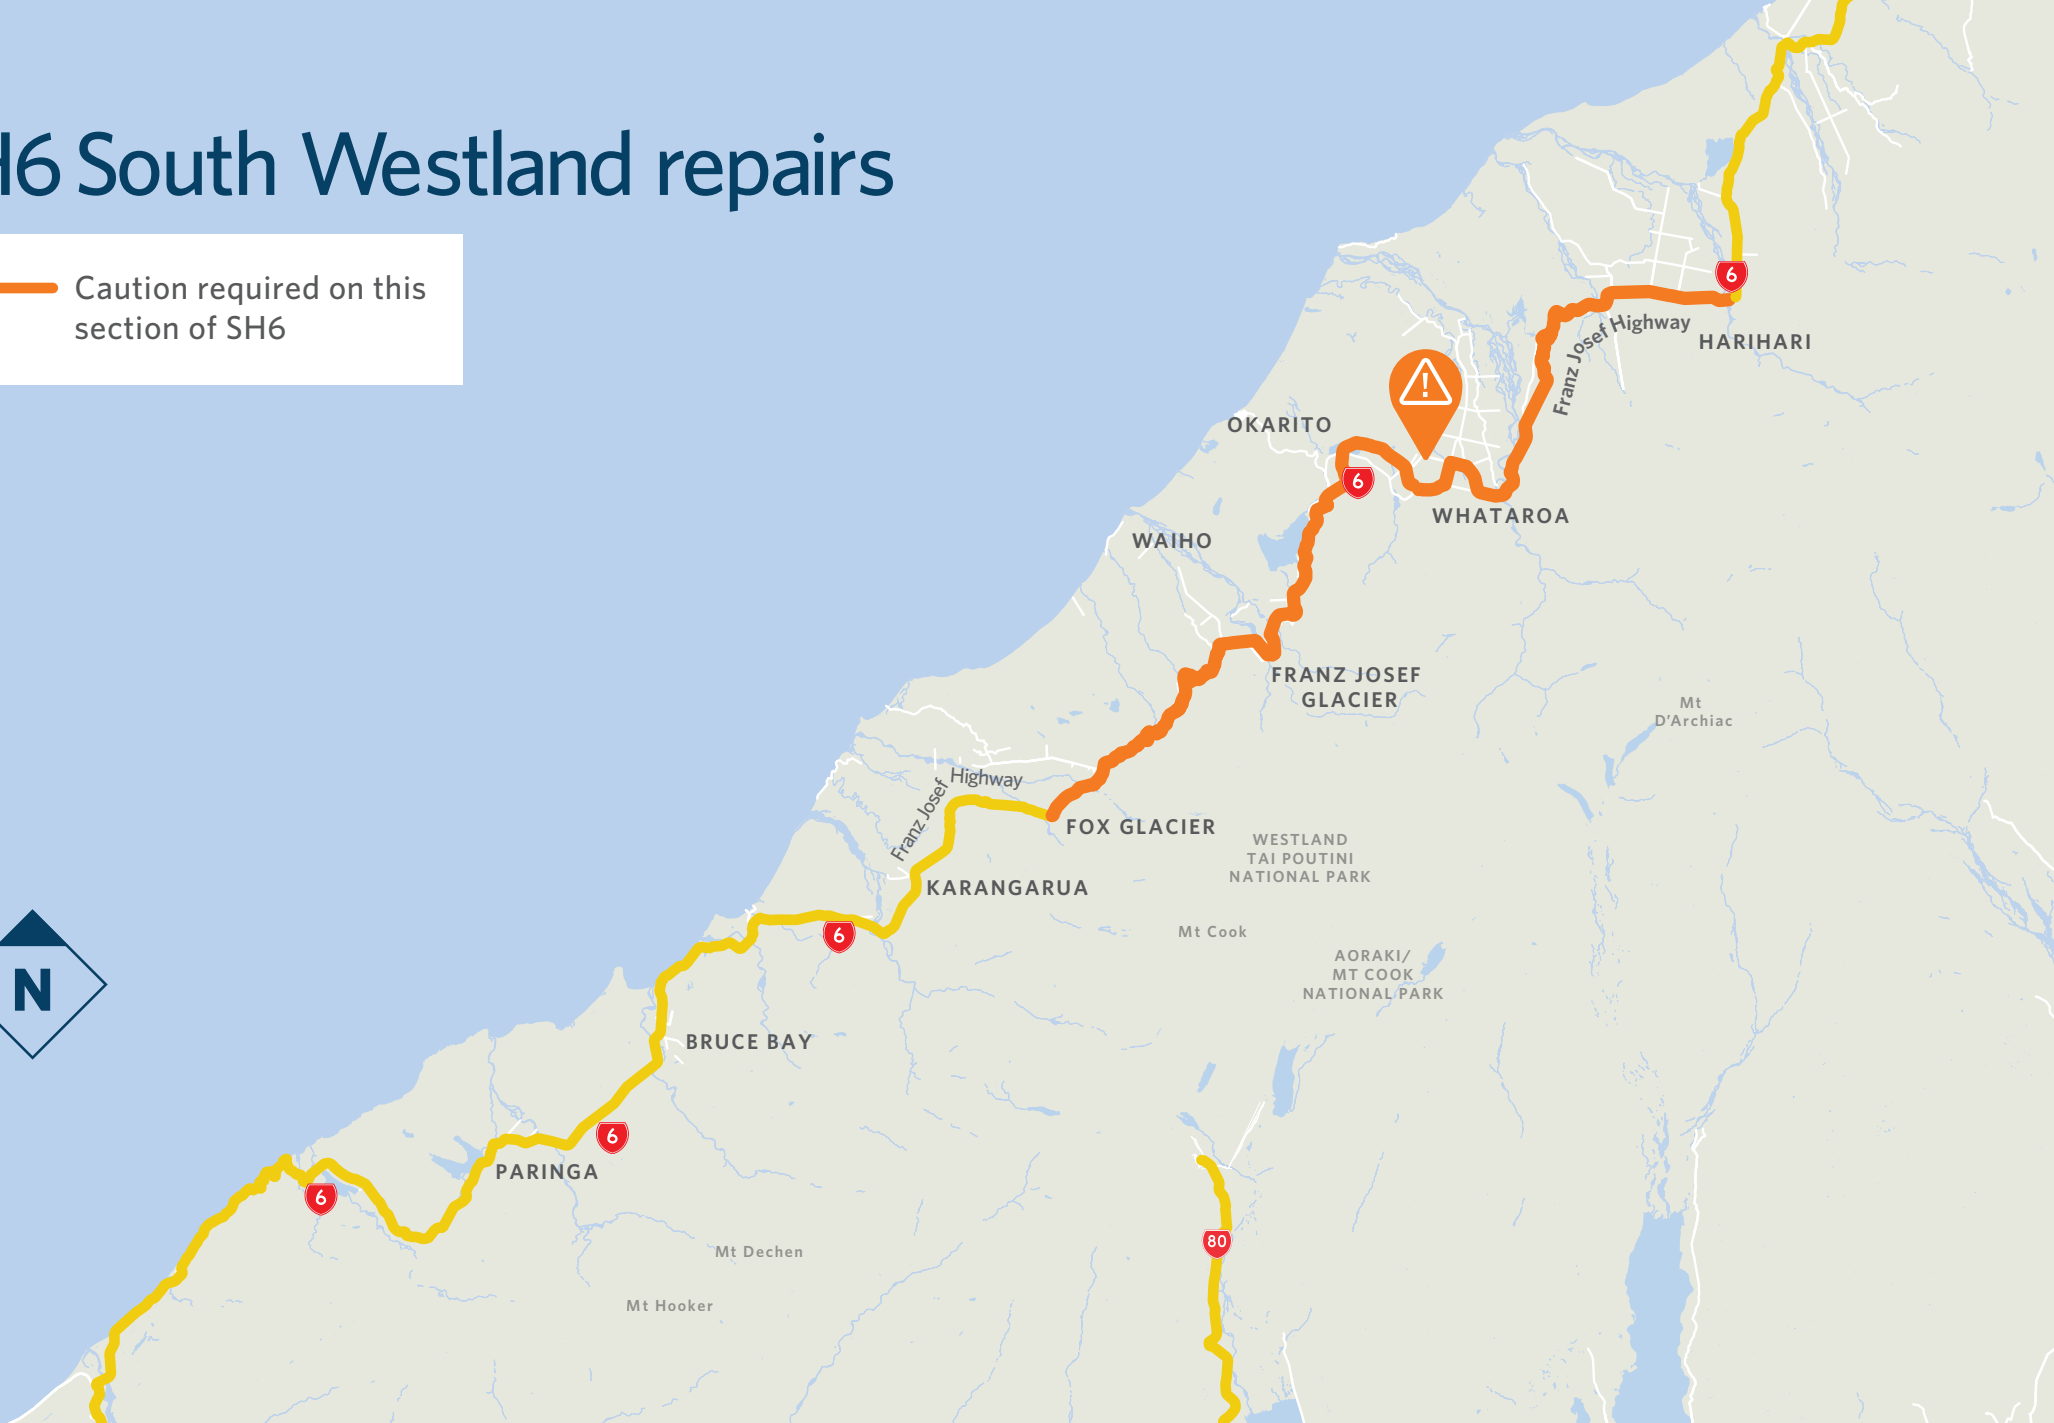 H6 South Westland repairs
Caution required on this
section of SH6
6
HARIHARI
Franz Josef Highway
!
OKARITO
6
WHATAROA
WAIHO
FRANZ JOSEF
GLACIER
Mt
D'Archiac
Franz Josef Highway
FOX GLACIER
WESTLAND
TAI POUTINI
NATIONAL PARK
KARANGARUA
6
Mt Cook
AORAKI/
MT COOK
NATIONAL PARK
N
BRUCE BAY
6
PARINGA
6
80
Mt Dechen
Mt Hooker